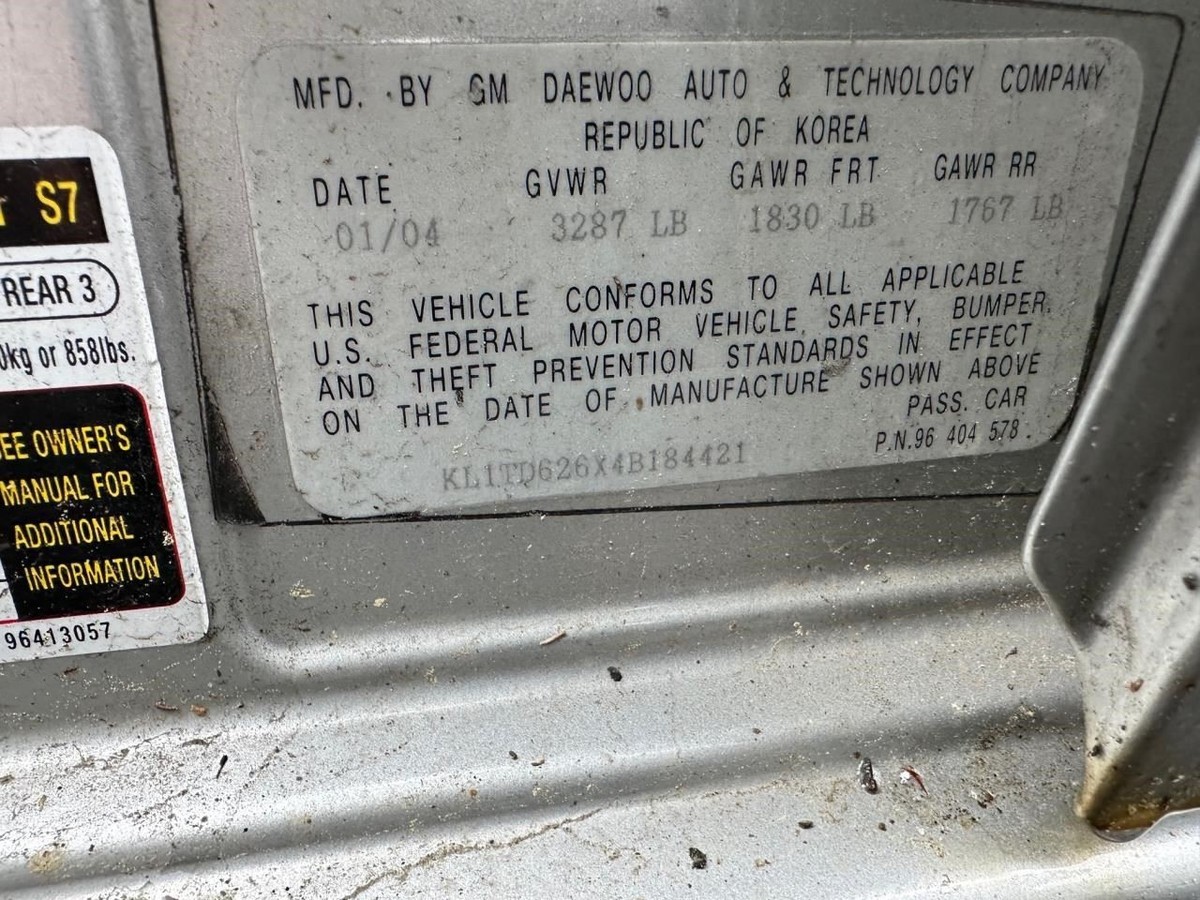 MFD. BY GM DAEWOO AUTO & TECHNOLOGY COMPANY
REPUBLIC OF KOREA
DATE GVWR GAWR FRT GAWR RR
01/04 3287 LB 1830 LB 1767 LB
THIS VEHICLE CONFORMS TO ALL APPLICABLE
U.S. FEDERAL MOTOR VEHICLE SAFETY, BUMPER,
AND THEFT PREVENTION STANDARDS IN EFFECT
ON THE DATE OF MANUFACTURE SHOWN ABOVE
PASS. CAR
P.N.96 404 578.
KL1TD626X4B184421
S7
REAR 3
0kg or 858lbs.
SEE OWNER'S
MANUAL FOR
ADDITIONAL
INFORMATION
96413057